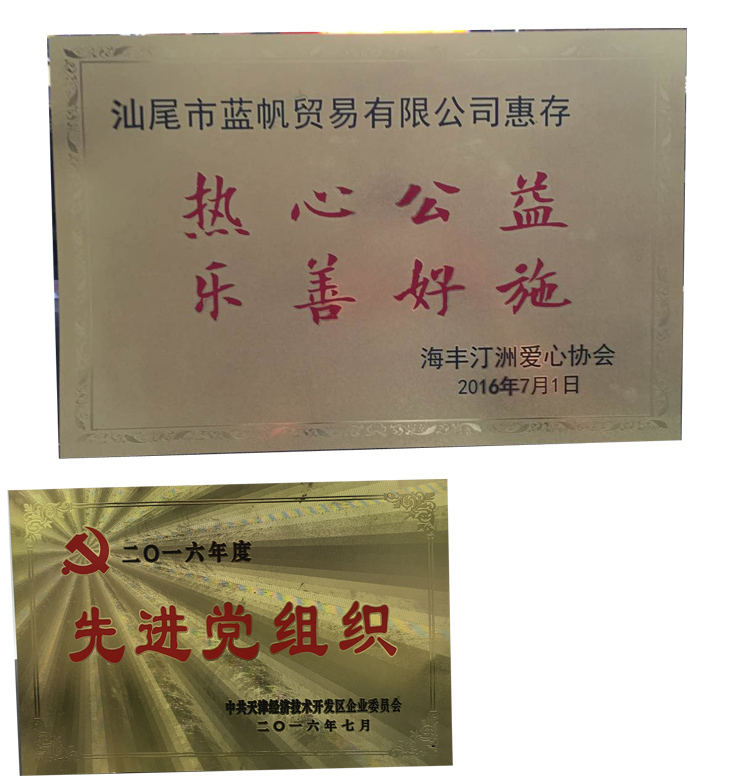 汕尾市蓝帆贸易有限公司惠存
热心公益
乐善好施
海丰汀洲爱心协会
2016年7月1日
二〇一六年度
先进党组织
中共天津经济技术开发区企业委员会
二〇一六年七月